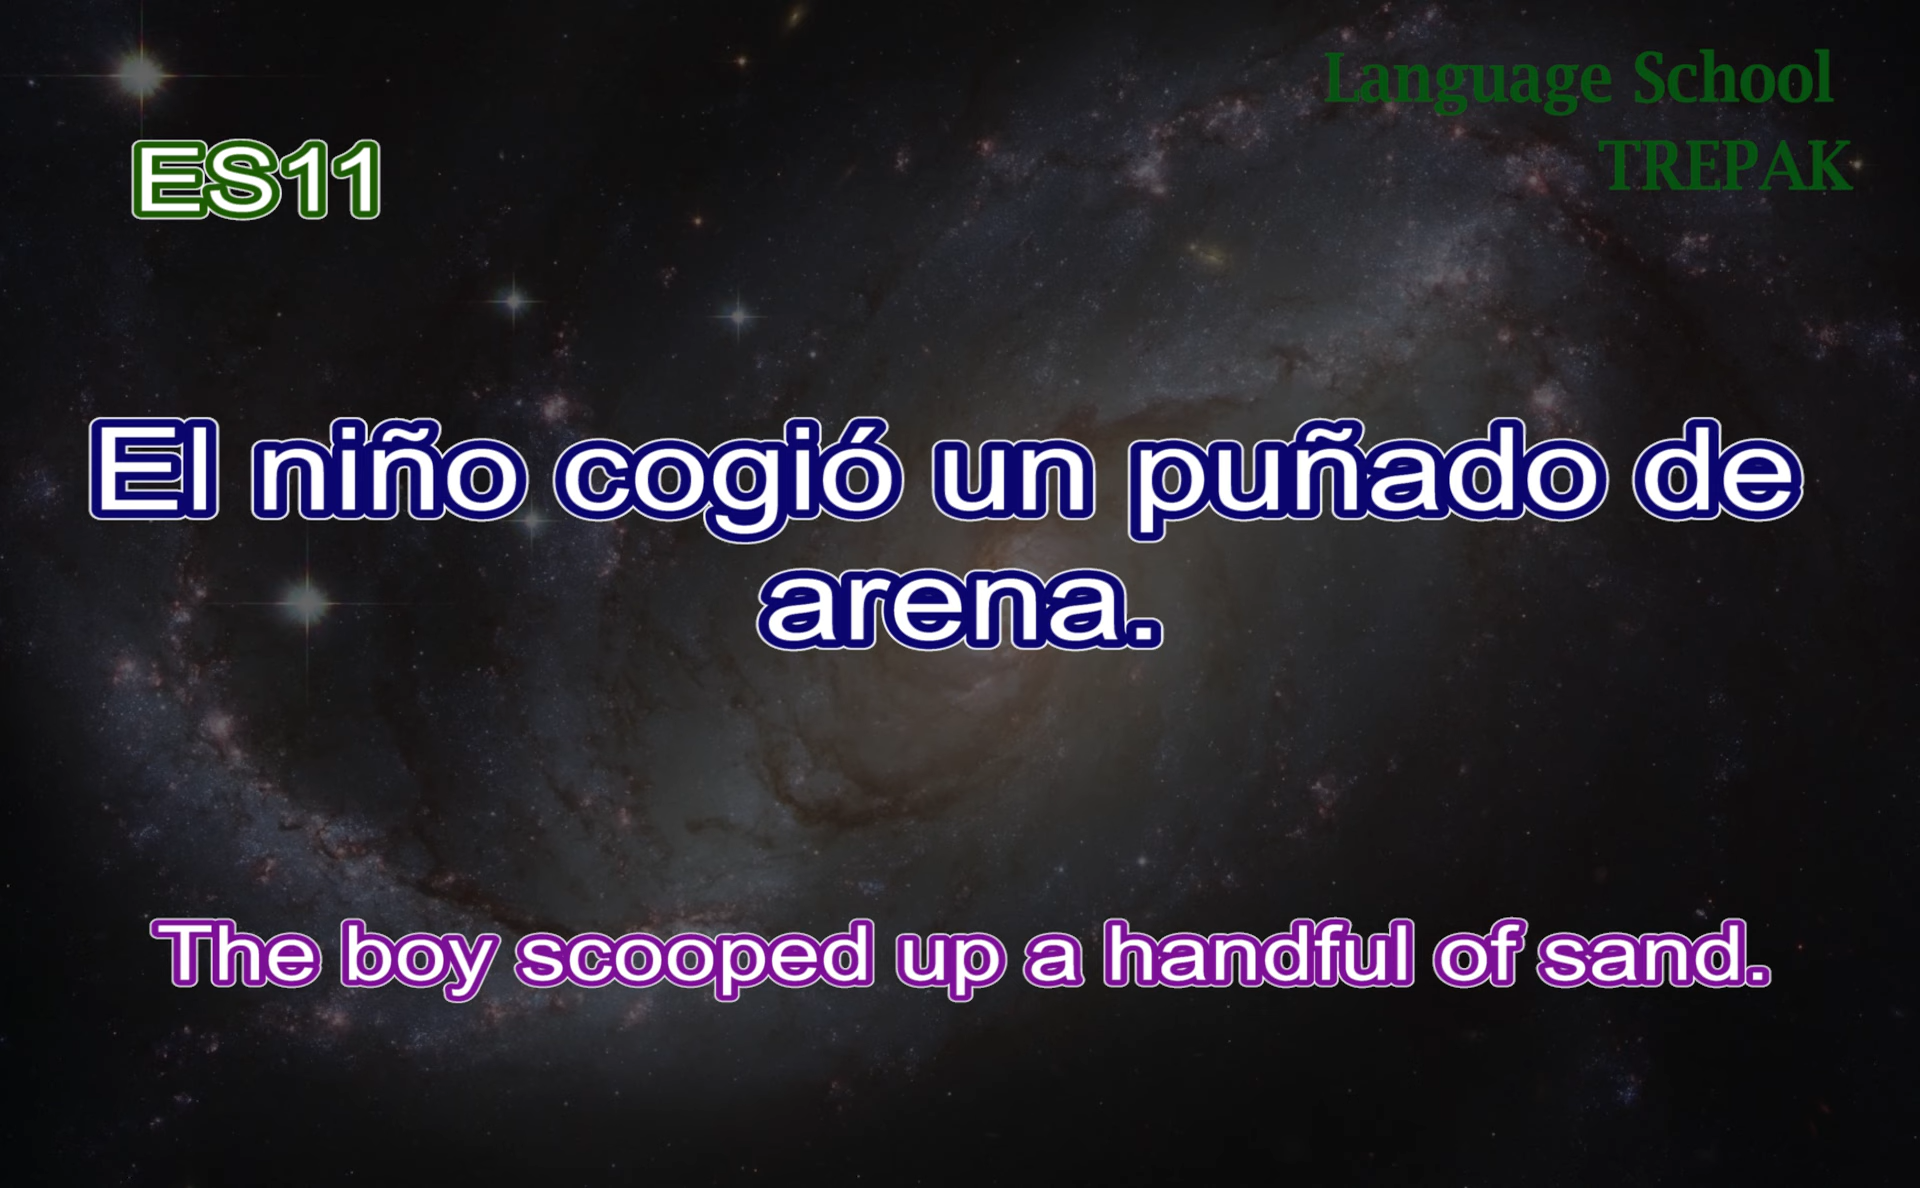 Language School
TREPAK
ES11
El niño cogió un puñado de
arena.
The boy scooped up a handful of sand.